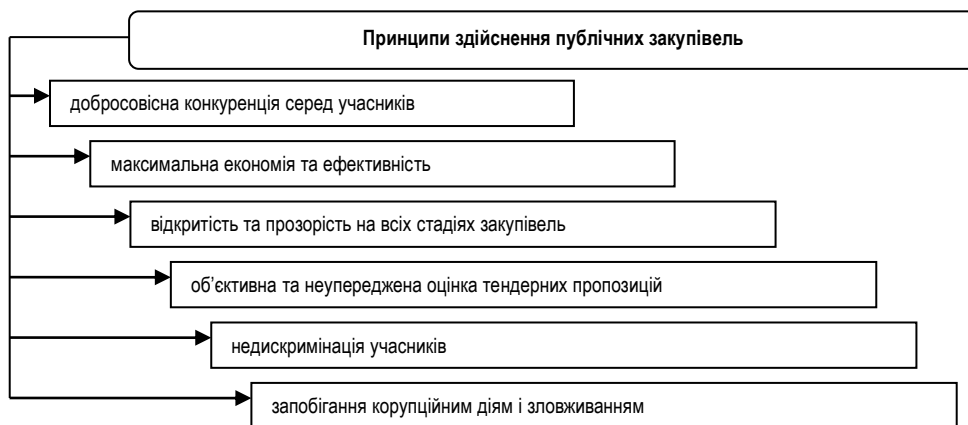 Принципи здійснення публічних закупівель
добросовісна конкуренція серед учасників
максимальна економія та ефективність
відкритість та прозорість на всіх стадіях закупівель
об’єктивна та неупереджена оцінка тендерних пропозицій
недискримінація учасників
запобігання корупційним діям і зловживанням